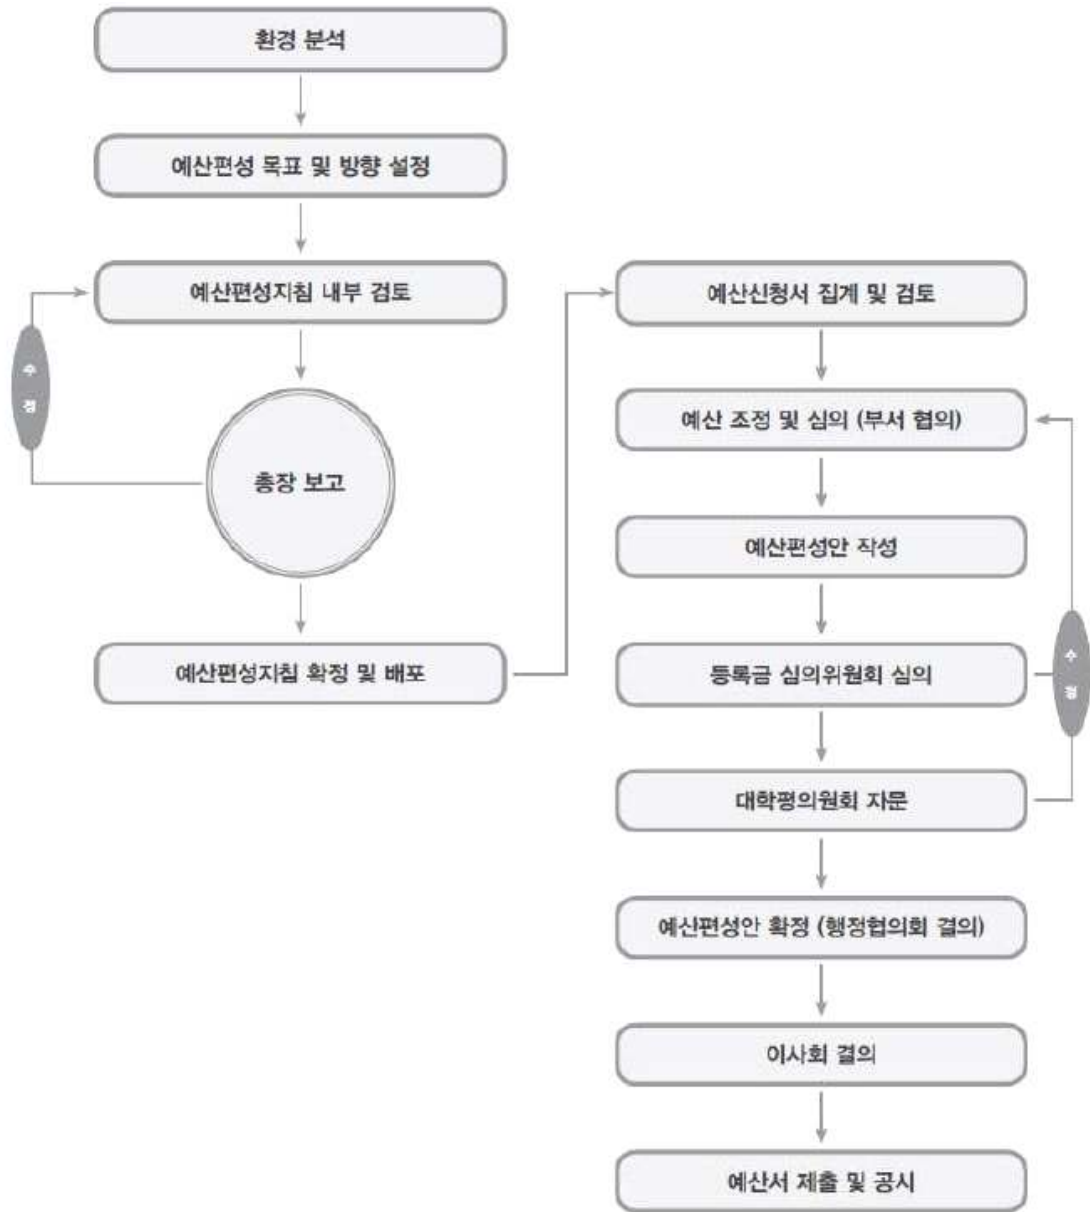 환경 분석
예산편성 목표 및 방향 설정
예산편성지침 내부 검토
수
정
총장 보고
예산편성지침 확정 및 배포
예산신청서 집계 및 검토
예산 조정 및 심의 (부서 협의)
예산편성안 작성
등록금 심의위원회 심의
수
정
대학평의원회 자문
예산편성안 확정 (행정협의회 결의)
이사회 결의
예산서 제출 및 공시